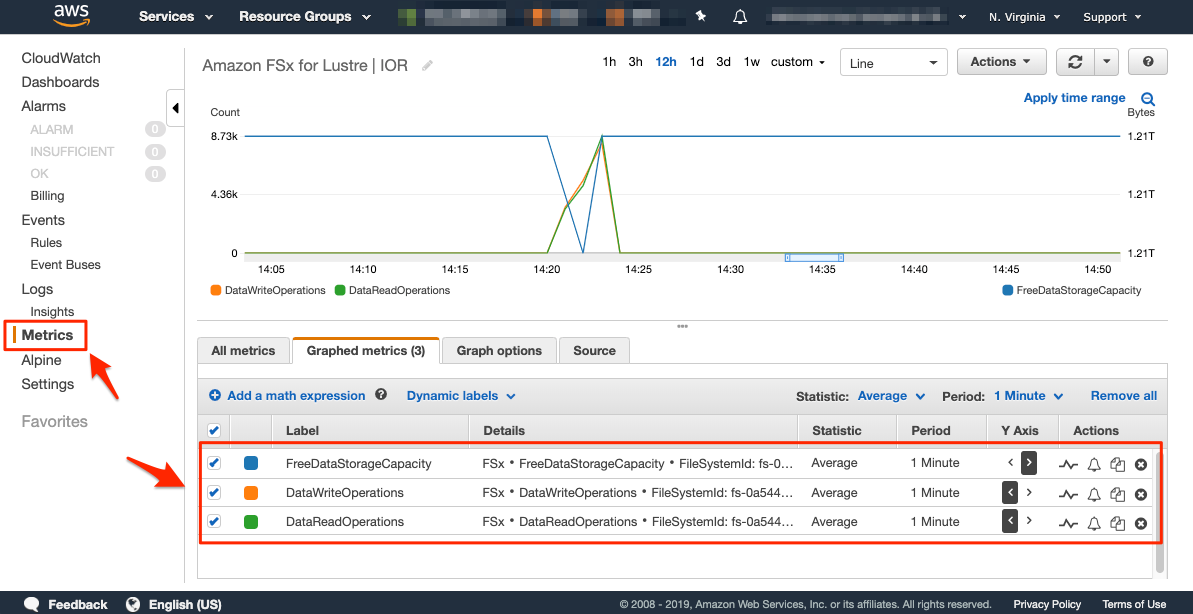 aws
Services Resource Groups N. Virginia Support
CloudWatch
Dashboards
Alarms
ALARM 0
INSUFFICIENT 0
OK 0
Billing
Events
Rules
Event Buses
Logs
Insights
Metrics
Alpine
Settings
Favorites
Amazon FSx for Lustre | IOR
1h 3h 12h 1d 3d 1w custom Line Actions ?
Apply time range
Count Bytes
8.73k 1.21T
4.36k 1.21T
0 1.21T
14:05 14:10 14:15 14:20 14:25 14:30 14:35 14:40 14:45 14:50
DataWriteOperations DataReadOperations FreeDataStorageCapacity
All metrics Graphed metrics (3) Graph options Source
Add a math expression ? Dynamic labels Statistic: Average Period: 1 Minute Remove all
Label Details Statistic Period Y Axis Actions
FreeDataStorageCapacity FSx • FreeDataStorageCapacity • FileSystemId: fs-0... Average 1 Minute < >
DataWriteOperations FSx • DataWriteOperations • FileSystemId: fs-0a544... Average 1 Minute < >
DataReadOperations FSx • DataReadOperations • FileSystemId: fs-0a544... Average 1 Minute < >
Feedback English (US) © 2008 - 2019, Amazon Web Services, Inc. or its affiliates. All rights reserved. Privacy Policy Terms of Use